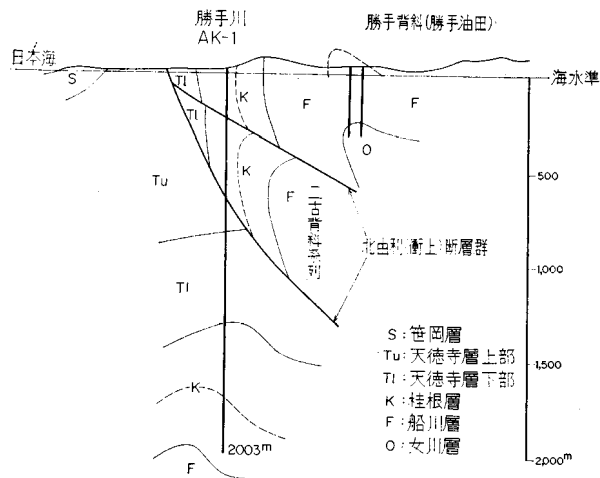 勝手川
AK-1
勝手背斜(勝手油田)
日本海
海水準
S
Tl
K
F
F
Tl
O
K
Tu
F
二古背斜系列
500
北由利(衝上)断層群
1,000
Tl
S:笹岡層
Tu:天徳寺層上部
Tl:天徳寺層下部
K:桂根層
F:船川層
O:女川層
1,500
K
2003m
F
2,000m